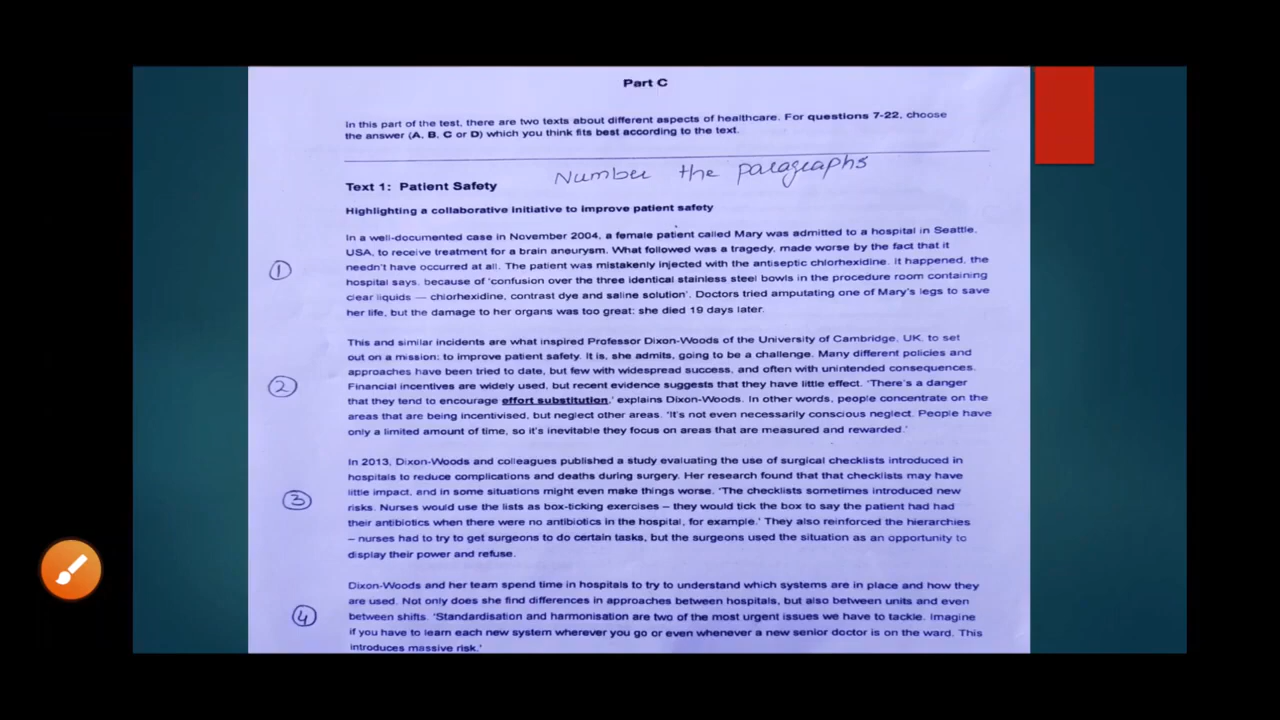 Part C
In this part of the test, there are two texts about different aspects of healthcare. For questions 7-22, choose
the answer (A, B, C or D) which you think fits best according to the text.
Number the paragraphs
Text 1: Patient Safety
Highlighting a collaborative initiative to improve patient safety
In a well-documented case in November 2004, a female patient called Mary was admitted to a hospital in Seattle,
USA, to receive treatment for a brain aneurysm. What followed was a tragedy, made worse by the fact that it
needn't have occurred at all. The patient was mistakenly injected with the antiseptic chlorhexidine. It happened, the
① hospital says, because of 'confusion over the three identical stainless steel bowls in the procedure room containing
clear liquids — chlorhexidine, contrast dye and saline solution'. Doctors tried amputating one of Mary's legs to save
her life, but the damage to her organs was too great: she died 19 days later.
This and similar incidents are what inspired Professor Dixon-Woods of the University of Cambridge, UK, to set
out on a mission: to improve patient safety. It is, she admits, going to be a challenge. Many different policies and
approaches have been tried to date, but few with widespread success, and often with unintended consequences.
② Financial incentives are widely used, but recent evidence suggests that they have little effect. 'There's a danger
that they tend to encourage effort substitution,' explains Dixon-Woods. In other words, people concentrate on the
areas that are being incentivised, but neglect other areas. 'It's not even necessarily conscious neglect. People have
only a limited amount of time, so it's inevitable they focus on areas that are measured and rewarded.'
In 2013, Dixon-Woods and colleagues published a study evaluating the use of surgical checklists introduced in
hospitals to reduce complications and deaths during surgery. Her research found that that checklists may have
little impact, and in some situations might even make things worse. 'The checklists sometimes introduced new
③ risks. Nurses would use the lists as box-ticking exercises – they would tick the box to say the patient had had
their antibiotics when there were no antibiotics in the hospital, for example.' They also reinforced the hierarchies
– nurses had to try to get surgeons to do certain tasks, but the surgeons used the situation as an opportunity to
display their power and refuse.
Dixon-Woods and her team spend time in hospitals to try to understand which systems are in place and how they
are used. Not only does she find differences in approaches between hospitals, but also between units and even
④ between shifts. 'Standardisation and harmonisation are two of the most urgent issues we have to tackle. Imagine
if you have to learn each new system wherever you go or even whenever a new senior doctor is on the ward. This
introduces massive risk.'